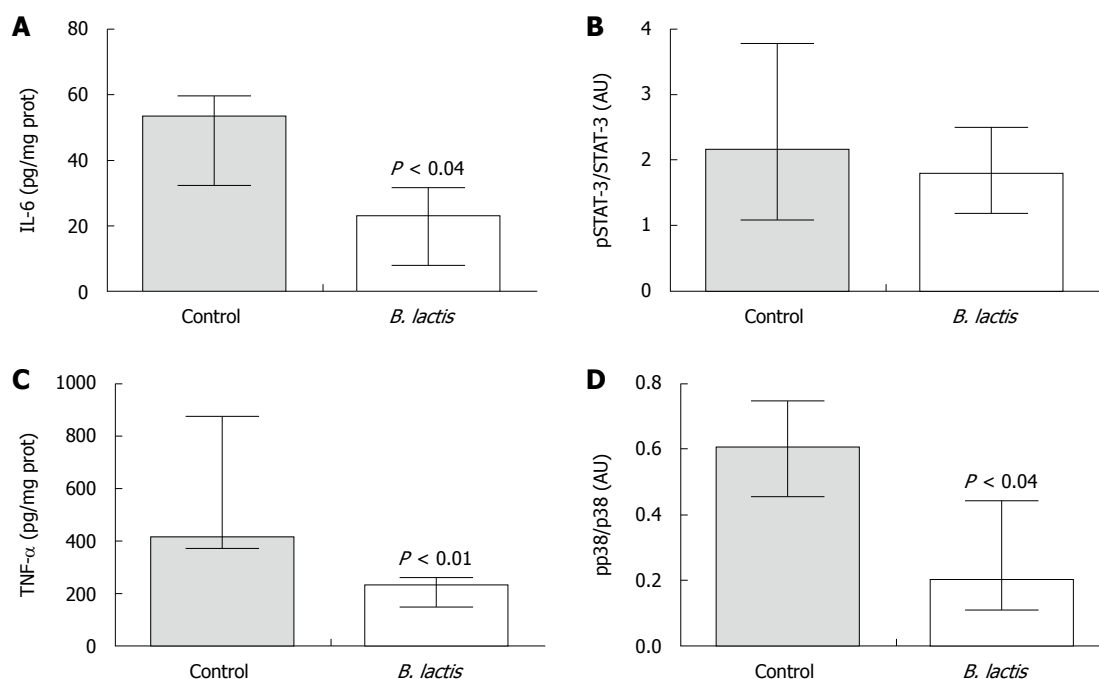 A
IL-6 (pg/mg prot)
80
60
40
20
0
P < 0.04
Control
B. lactis
B
pSTAT-3/STAT-3 (AU)
4
3
2
1
0
Control
B. lactis
C
TNF-α (pg/mg prot)
1000
800
600
400
200
0
P < 0.01
Control
B. lactis
D
pp38/p38 (AU)
0.8
0.6
0.4
0.2
0.0
P < 0.04
Control
B. lactis